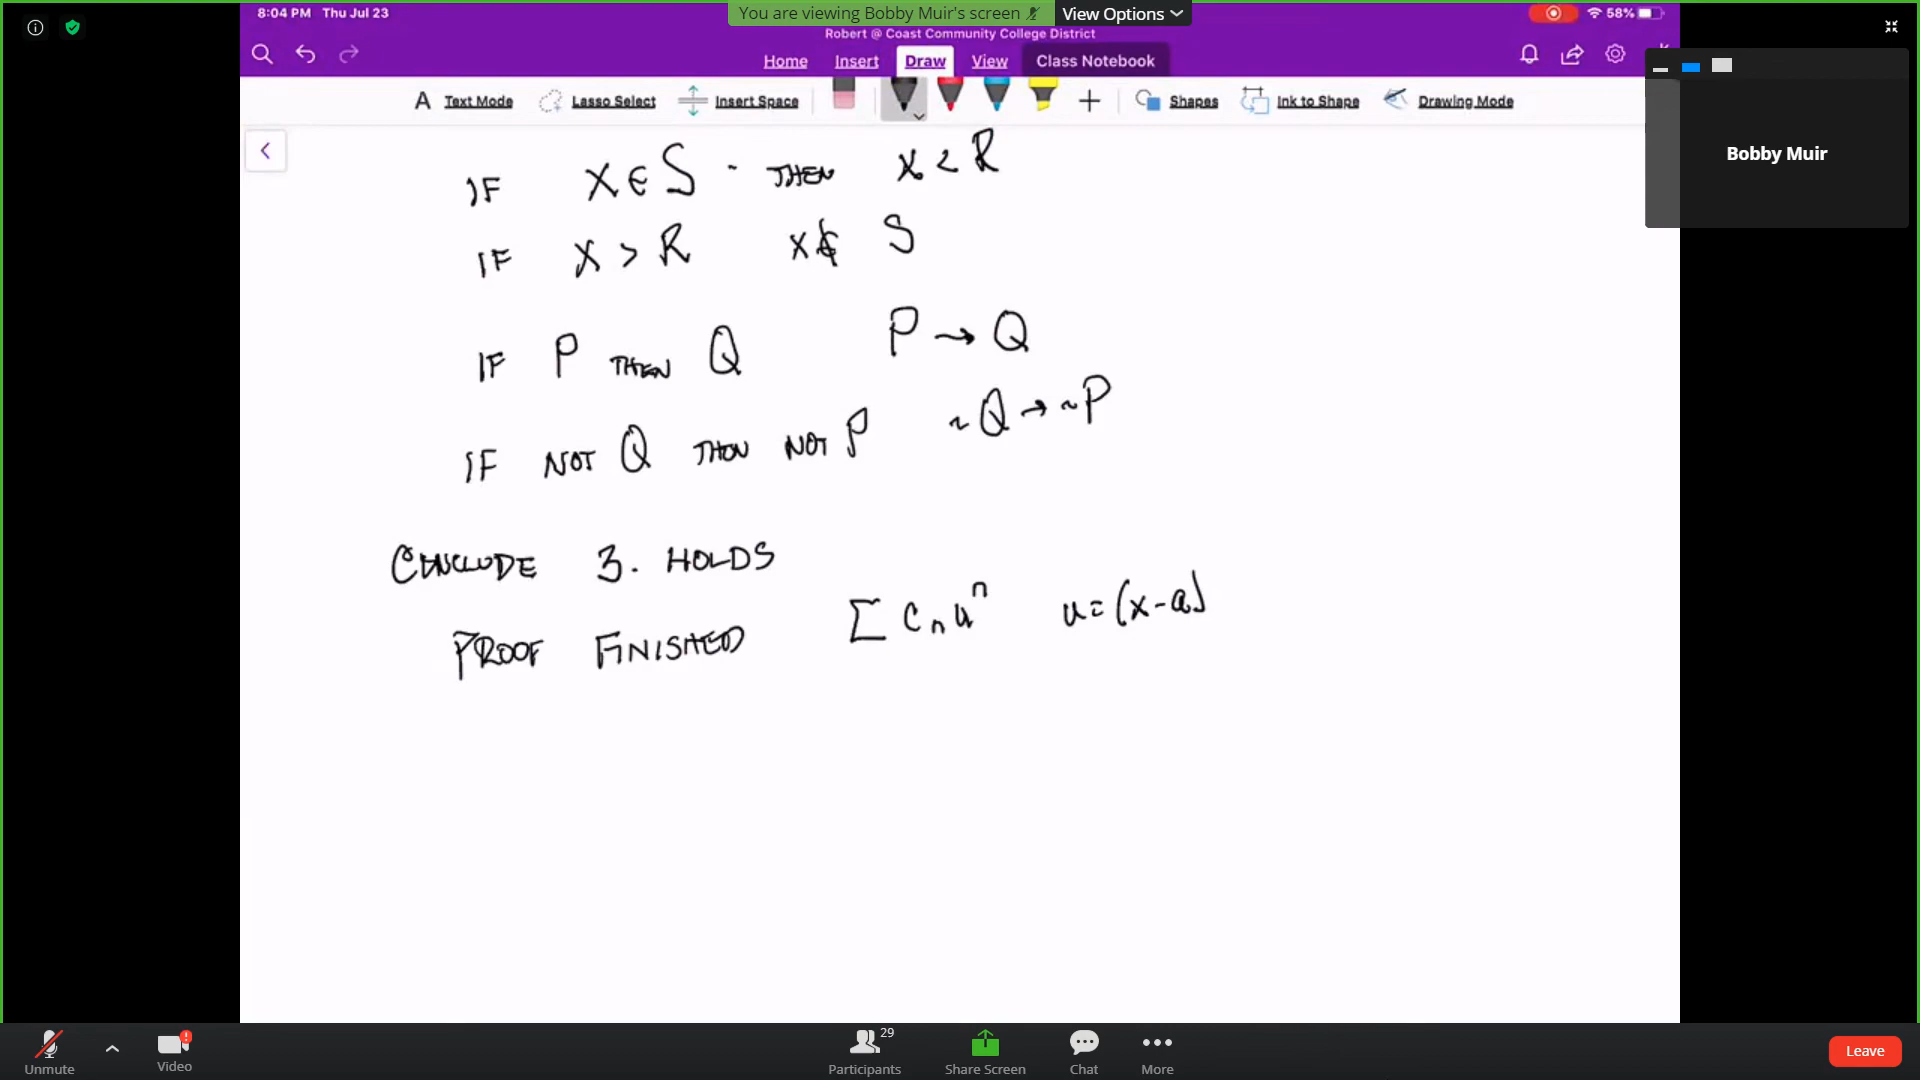 8:04 PM Thu Jul 23
You are viewing Bobby Muir's screen
View Options
58%
Robert @ Coast Community College District
Home Insert Draw View Class Notebook
Text Mode Lasso Select Insert Space Shapes Ink to Shape Drawing Mode
Bobby Muir
IF x ∈ S THEN x < R
IF x > R x ∉ S
IF P THEN Q P → Q
IF NOT Q THEN NOT P ~Q → ~P
CONCLUDE 3. HOLDS
PROOF FINISHED ∑ Cₙ uⁿ u = (x-a)
Unmute Video Participants 29 Share Screen Chat More Leave